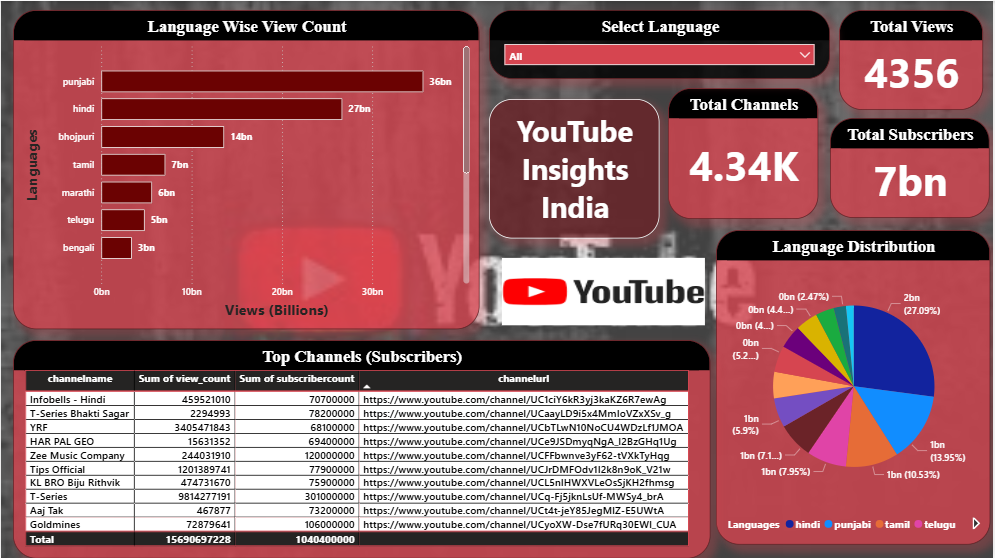 Language Wise View Count
Languages
punjabi 36bn
hindi 27bn
bhojpuri 14bn
tamil 7bn
marathi 6bn
telugu 5bn
bengali 3bn
0bn 10bn 20bn 30bn
Views (Billions)
Select Language
All
Total Views
4356
YouTube
Insights
India
Total Channels
4.34K
Total Subscribers
7bn
YouTube
YouTube
Language Distribution
2bn
(27.09%)
1bn
(13.95%)
1bn (10.53%)
1bn (7.95%)
1bn (7.1...)
1bn
(5.9%)
0bn
(5.2...)
0bn (4...)
0bn (4.4...)
0bn (2.47%)
Languages hindi punjabi tamil telugu
Top Channels (Subscribers)
channelname Sum of view_count Sum of subscribercount channelurl
Infobells - Hindi 459521010 70700000 https://www.youtube.com/channel/UC1ciY6kR3yj3kaKZ6R7ewAg
T-Series Bhakti Sagar 2294993 78200000 https://www.youtube.com/channel/UCaayLD9i5x4MmIoVZxXSv_g
YRF 3405471843 68100000 https://www.youtube.com/channel/UCbTLwN10NoCU4WDzLf1JMOA
HAR PAL GEO 15631352 69400000 https://www.youtube.com/channel/UCe9JSDmyqNgA_l2BzGHq1Ug
Zee Music Company 244031910 120000000 https://www.youtube.com/channel/UCFFbwnve3yF62-tVXkTyHqg
Tips Official 1201389741 77900000 https://www.youtube.com/channel/UCJrDMFOdv1I2k8n9oK_V21w
KL BRO Biju Rithvik 474731670 75900000 https://www.youtube.com/channel/UCL5nIHWXVLeOsSjKH2fhmsg
T-Series 9814277191 301000000 https://www.youtube.com/channel/UCq-Fj5jknLsUf-MWSy4_brA
Aaj Tak 467877 73200000 https://www.youtube.com/channel/UCt4t-jeY85JegMlZ-E5UWtA
Goldmines 72879641 106000000 https://www.youtube.com/channel/UCyoXW-Dse7fURq30EWl_CUA
Total 15690697228 1040400000